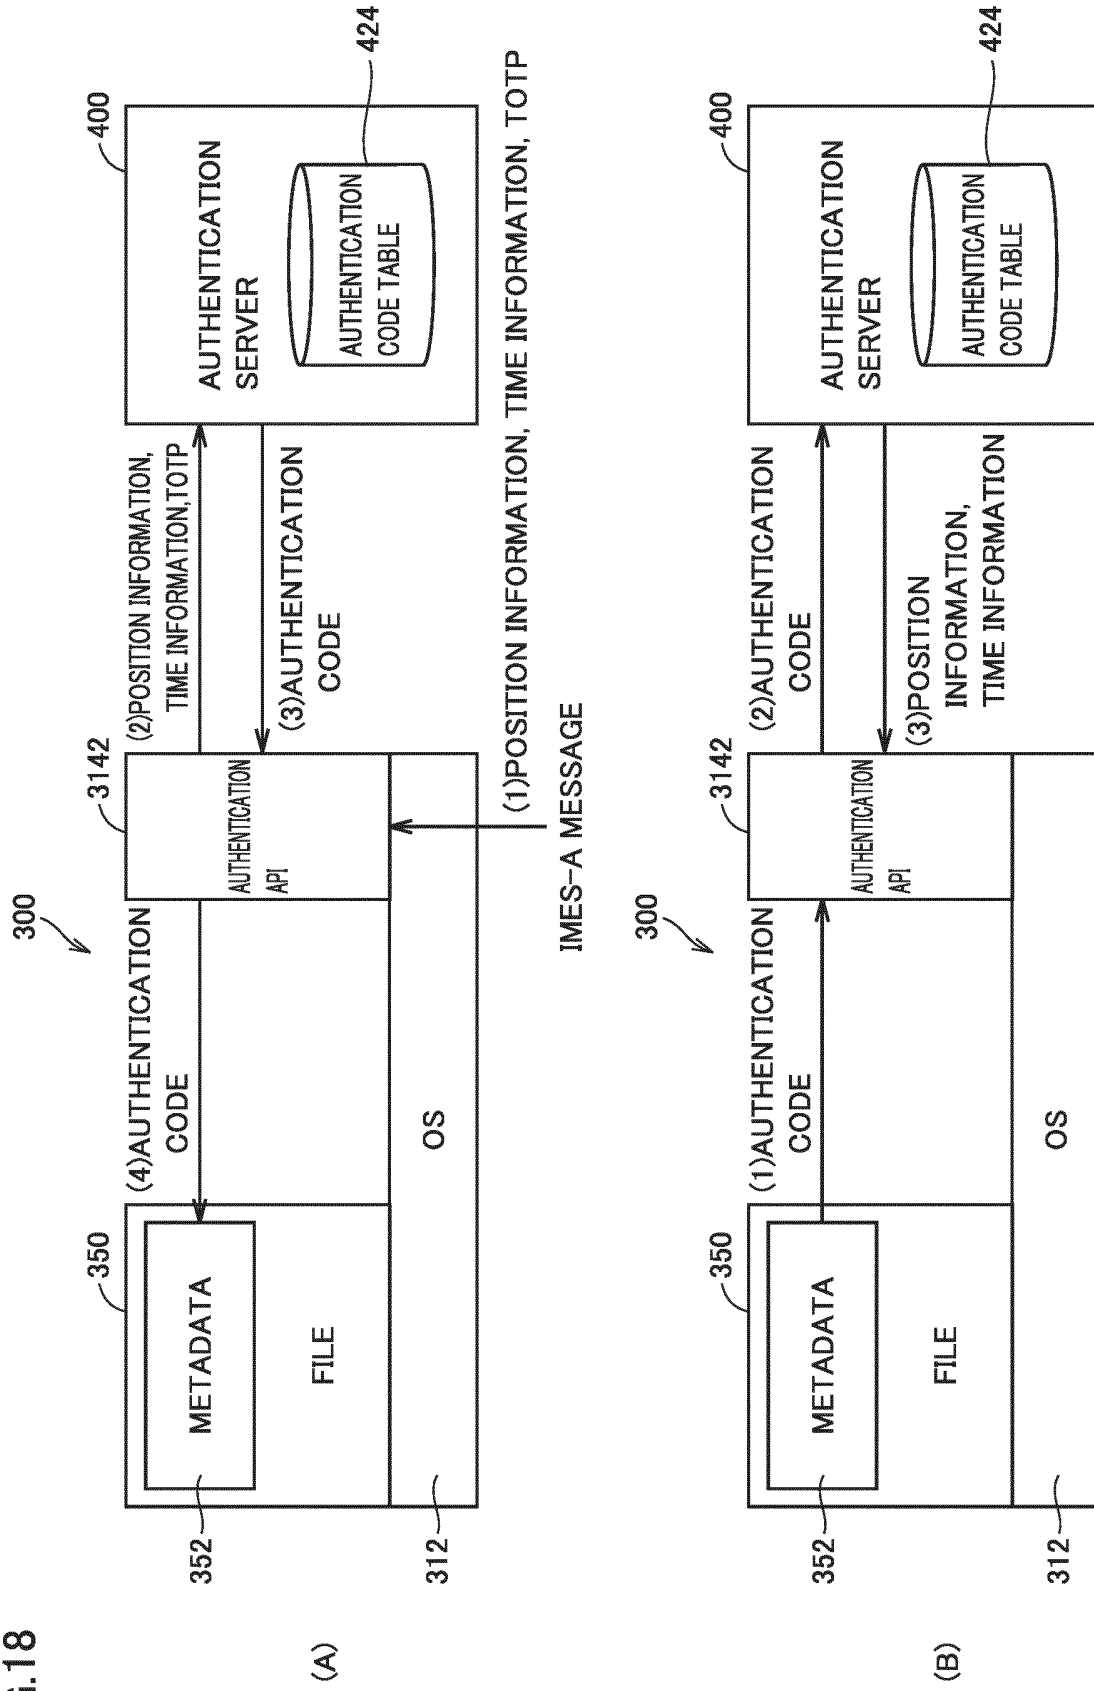 .18
(A)
300
350
METADATA
FILE
352
312
OS
(4)AUTHENTICATION
CODE
3142
AUTHENTICATION
API
(2)POSITION INFORMATION,
TIME INFORMATION,TOTP
(3)AUTHENTICATION
CODE
400
AUTHENTICATION
SERVER
AUTHENTICATION
CODE TABLE
424
(1)POSITION INFORMATION, TIME INFORMATION, TOTP
IMES-A MESSAGE
(B)
300
350
METADATA
FILE
352
312
OS
(1)AUTHENTICATION
CODE
3142
AUTHENTICATION
API
(2)AUTHENTICATION
CODE
(3)POSITION
INFORMATION,
TIME INFORMATION
400
AUTHENTICATION
SERVER
AUTHENTICATION
CODE TABLE
424